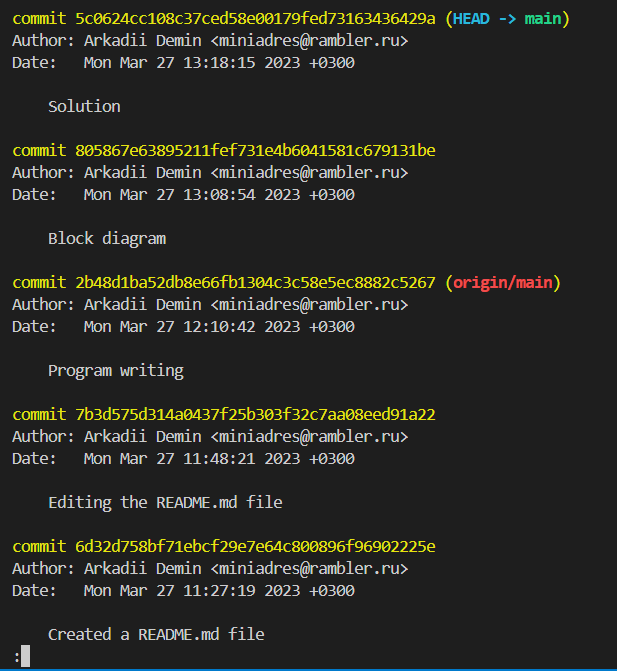 commit 5c0624cc108c37ced58e00179fed73163436429a (HEAD -> main)
Author: Arkadii Demin <miniadres@rambler.ru>
Date:   Mon Mar 27 13:18:15 2023 +0300
Solution
commit 805867e63895211fef731e4b6041581c679131be
Author: Arkadii Demin <miniadres@rambler.ru>
Date:   Mon Mar 27 13:08:54 2023 +0300
Block diagram
commit 2b48d1ba52db8e66fb1304c3c58e5ec8882c5267 (origin/main)
Author: Arkadii Demin <miniadres@rambler.ru>
Date:   Mon Mar 27 12:10:42 2023 +0300
Program writing
commit 7b3d575d314a0437f25b303f32c7aa08eed91a22
Author: Arkadii Demin <miniadres@rambler.ru>
Date:   Mon Mar 27 11:48:21 2023 +0300
Editing the README.md file
commit 6d32d758bf71ebcf29e7e64c800896f96902225e
Author: Arkadii Demin <miniadres@rambler.ru>
Date:   Mon Mar 27 11:27:19 2023 +0300
Created a README.md file
: